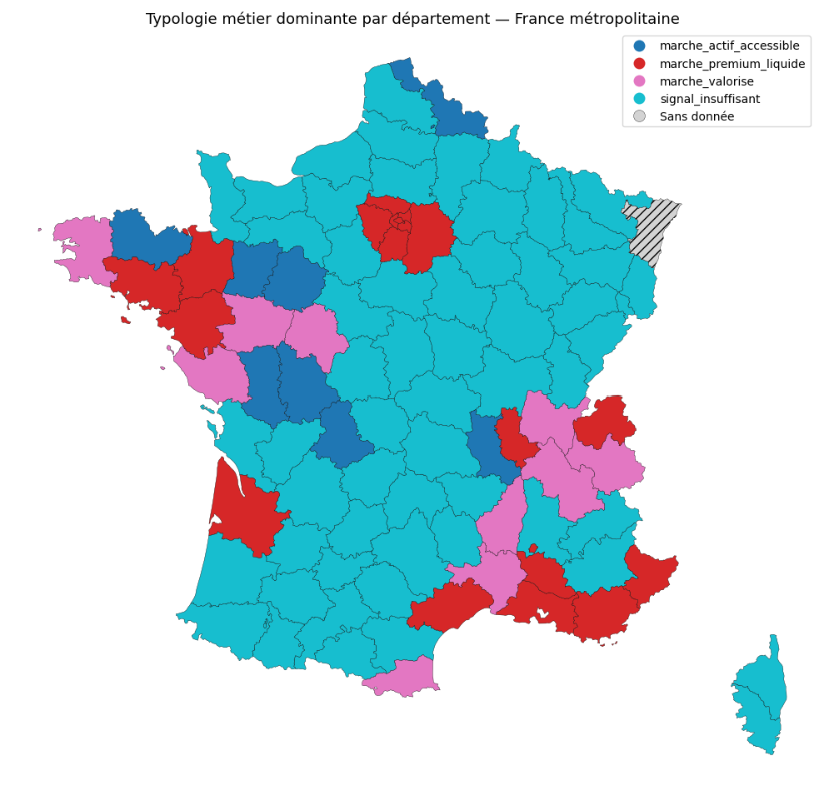 Typologie métier dominante par département — France métropolitaine
marche_actif_accessible
marche_premium_liquide
marche_valorise
signal_insuffisant
Sans donnée